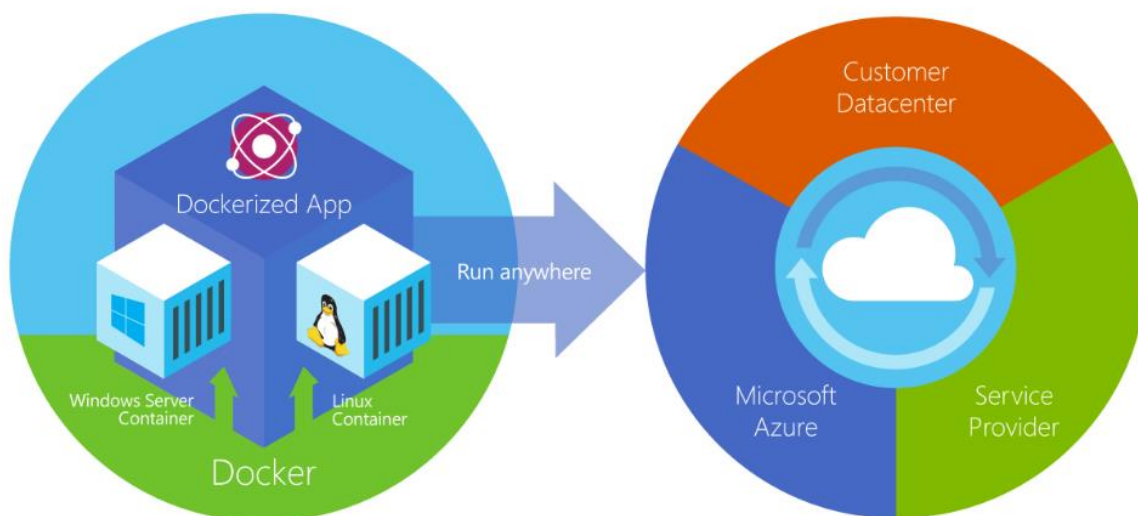 Dockerized App
Windows Server
Container
Linux
Container
Docker
Run anywhere
Customer
Datacenter
Microsoft
Azure
Service
Provider